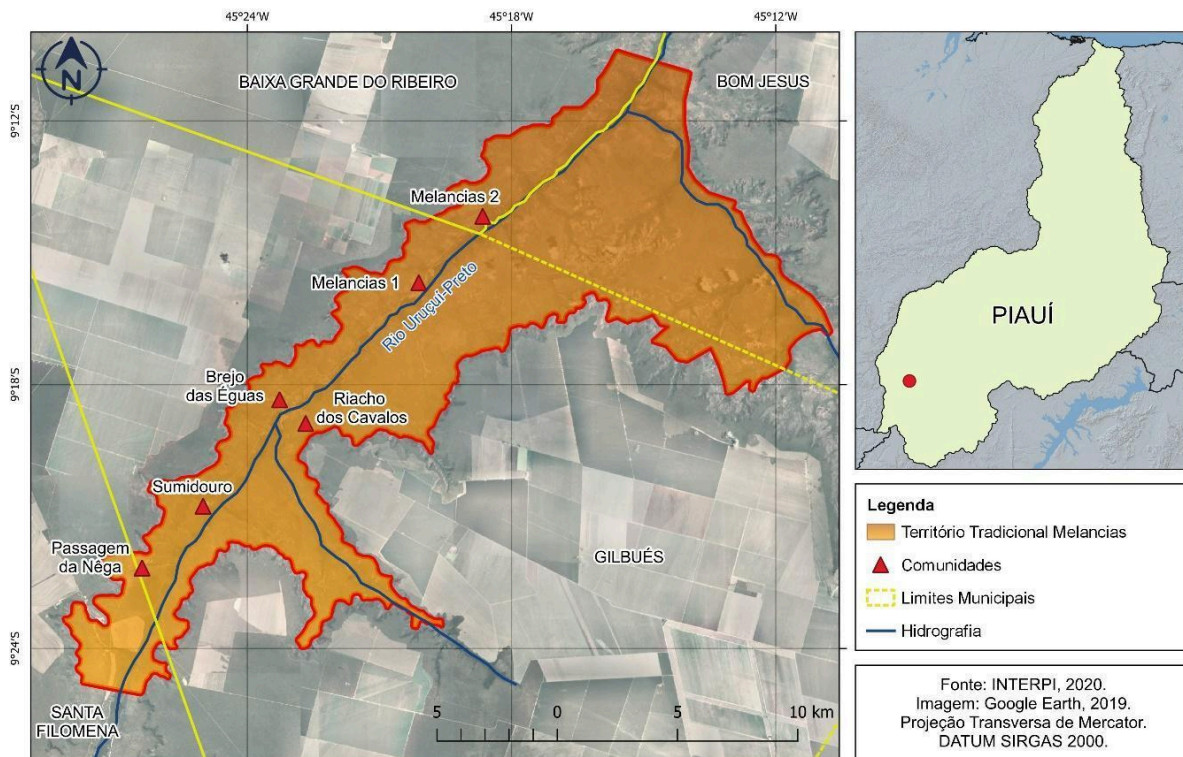 45°24'W
45°18'W
45°12'W
N
BAIXA GRANDE DO RIBEIRO
BOM JESUS
9°12'S
Melancias 2
Melancias 1
Rio Uruçuí-Preto
9°18'S
Brejo
das Éguas
Riacho
dos Cavalos
Sumidouro
Passagem
da Nêga
GILBUÉS
9°24'S
SANTA
FILOMENA
5 0 5 10 km
PIAUÍ
Legenda
Território Tradicional Melancias
Comunidades
Limites Municipais
Hidrografia
Fonte: INTERPI, 2020.
Imagem: Google Earth, 2019.
Projeção Transversa de Mercator.
DATUM SIRGAS 2000.